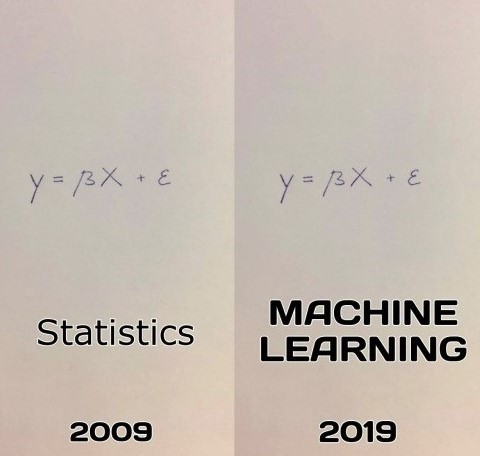 y = βX + ε
Statistics
2009
y = βX + ε
MACHINE
LEARNING
2019